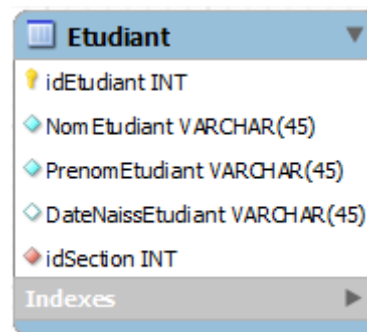 Etudiant
idEtudiant INT
NomEtudiant VARCHAR(45)
PrenomEtudiant VARCHAR(45)
DateNaissEtudiant VARCHAR(45)
idSection INT
Indexes